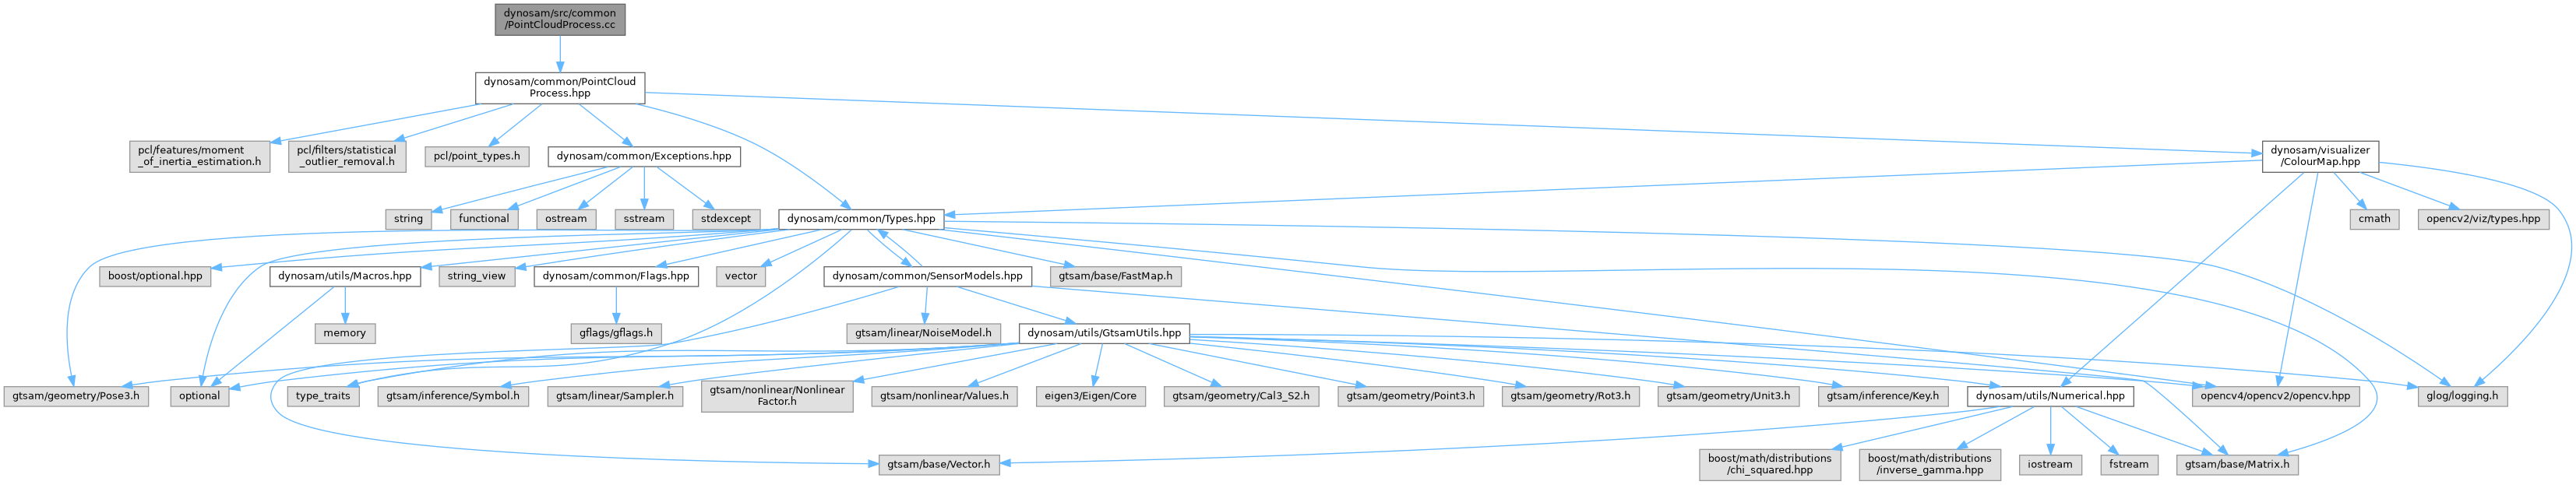 dynosam/src/common
/PointCloudProcess.cc
dynosam/common/PointCloud
Process.hpp
pcl/features/moment
_of_inertia_estimation.h
pcl/filters/statistical
_outlier_removal.h
pcl/point_types.h
dynosam/common/Exceptions.hpp
dynosam/visualizer
/ColourMap.hpp
string
functional
ostream
sstream
stdexcept
dynosam/common/Types.hpp
cmath
opencv2/viz/types.hpp
boost/optional.hpp
dynosam/utils/Macros.hpp
string_view
dynosam/common/Flags.hpp
vector
dynosam/common/SensorModels.hpp
gtsam/base/FastMap.h
memory
gflags/gflags.h
gtsam/linear/NoiseModel.h
dynosam/utils/GtsamUtils.hpp
gtsam/geometry/Pose3.h
optional
type_traits
gtsam/inference/Symbol.h
gtsam/linear/Sampler.h
gtsam/nonlinear/Nonlinear
Factor.h
gtsam/nonlinear/Values.h
eigen3/Eigen/Core
gtsam/geometry/Cal3_S2.h
gtsam/geometry/Point3.h
gtsam/geometry/Rot3.h
gtsam/geometry/Unit3.h
gtsam/inference/Key.h
dynosam/utils/Numerical.hpp
opencv4/opencv2/opencv.hpp
glog/logging.h
gtsam/base/Vector.h
boost/math/distributions
/chi_squared.hpp
boost/math/distributions
/inverse_gamma.hpp
iostream
fstream
gtsam/base/Matrix.h